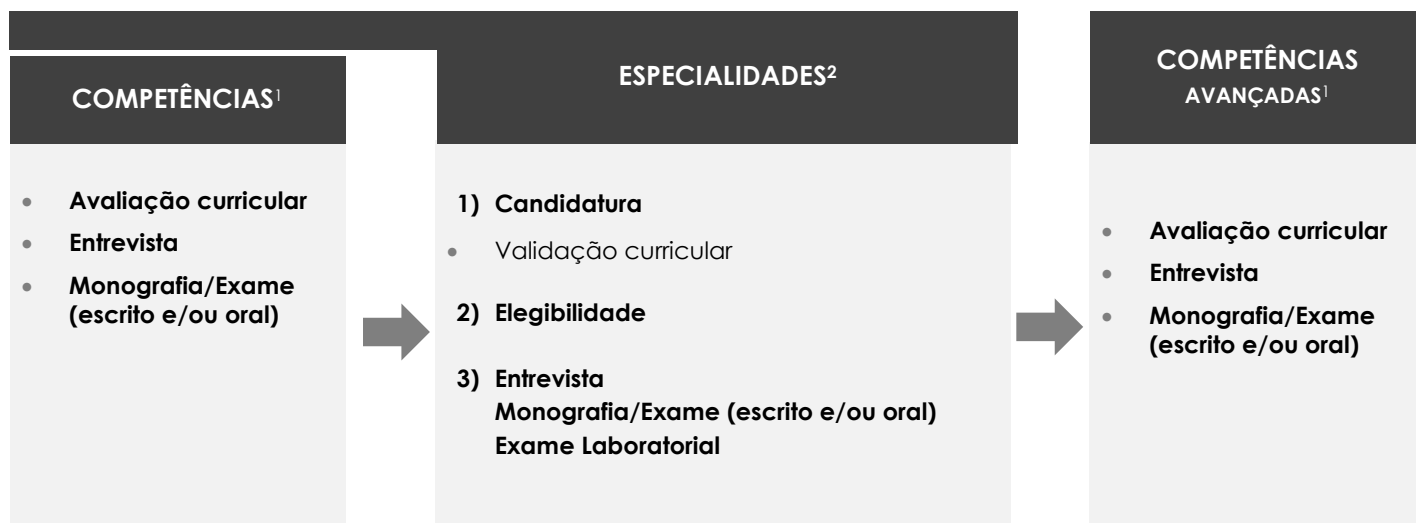 COMPETÊNCIAS¹
• Avaliação curricular
• Entrevista
• Monografia/Exame
(escrito e/ou oral)
ESPECIALIDADES²
1) Candidatura
• Validação curricular
2) Elegibilidade
3) Entrevista
Monografia/Exame (escrito e/ou oral)
Exame Laboratorial
COMPETÊNCIAS
AVANÇADAS¹
• Avaliação curricular
• Entrevista
• Monografia/Exame
(escrito e/ou oral)